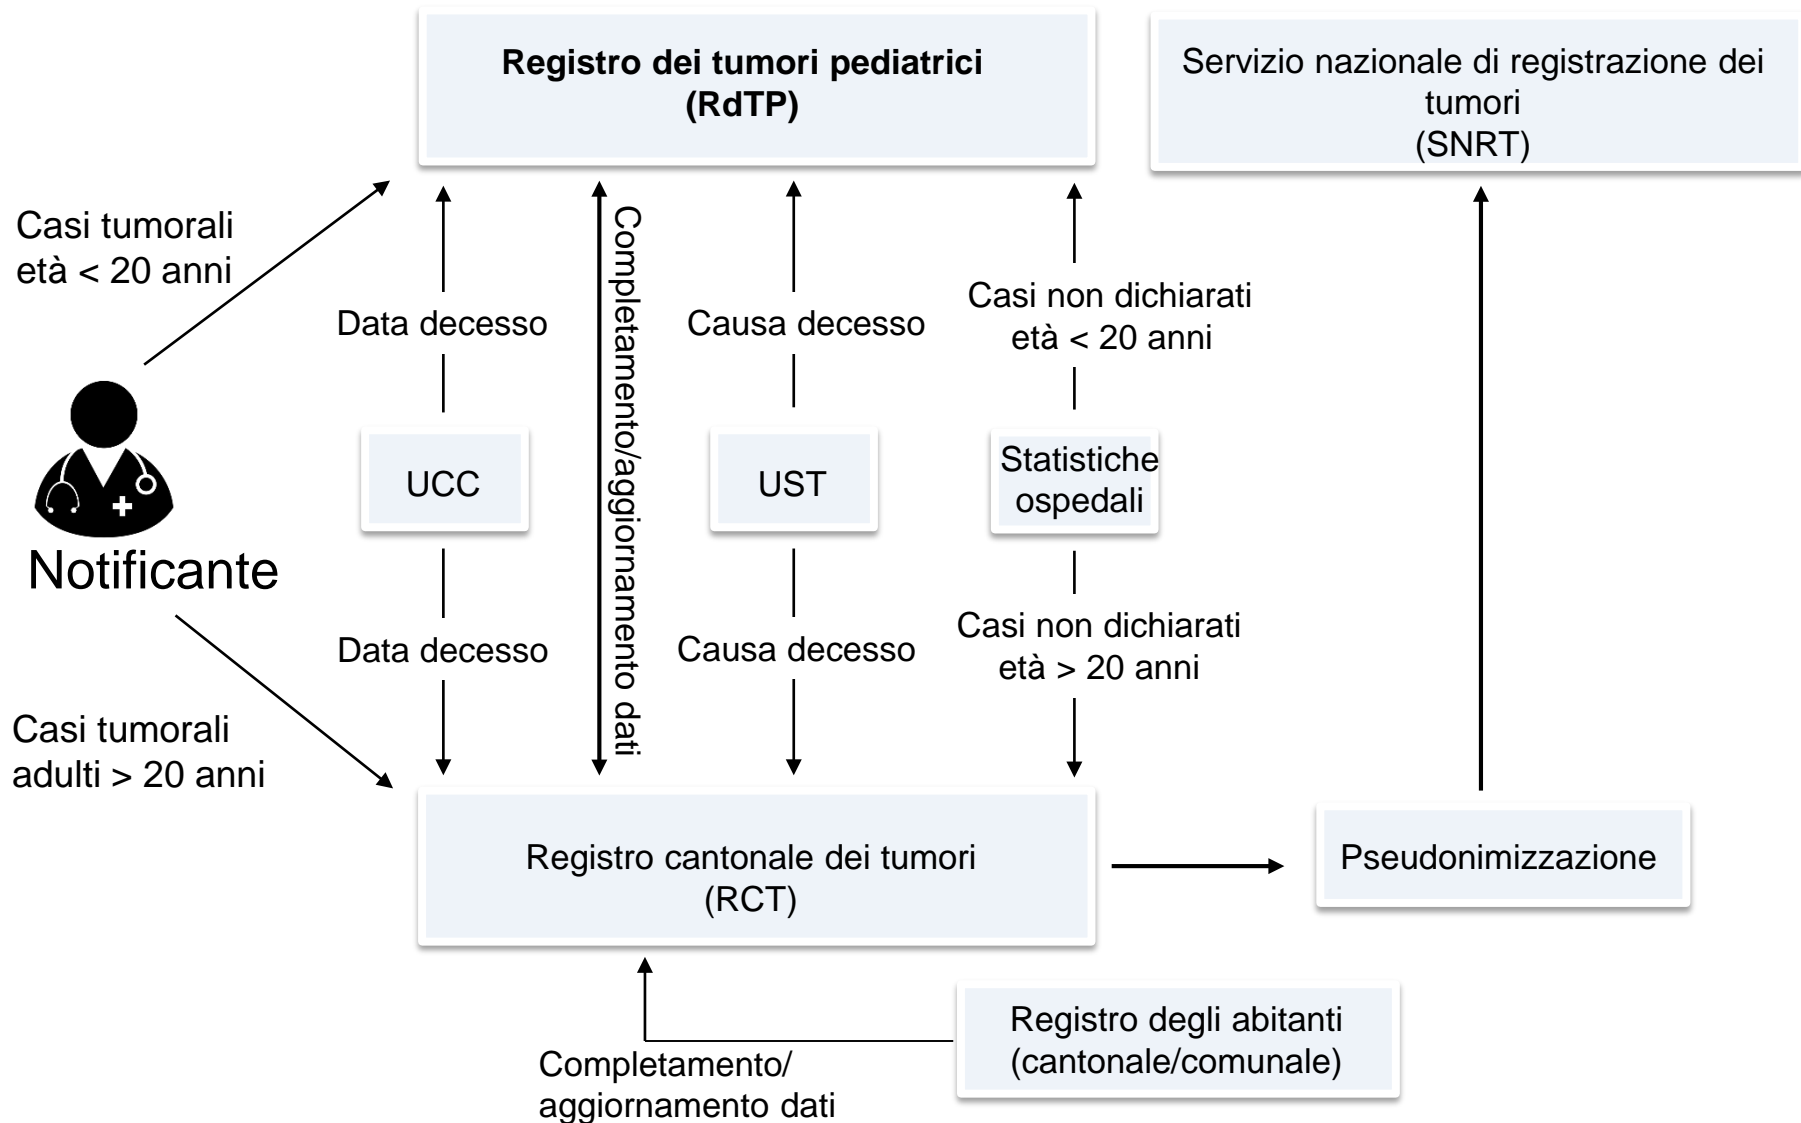 Registro dei tumori pediatrici
(RdTP)
Servizio nazionale di registrazione dei
tumori
(SNRT)
Casi tumorali
età < 20 anni
Data decesso
Completamento/aggiornamento dati
Causa decesso
Casi non dichiarati
età < 20 anni
Notificante
UCC
UST
Statistiche
ospedali
Data decesso
Causa decesso
Casi non dichiarati
età > 20 anni
Casi tumorali
adulti > 20 anni
Registro cantonale dei tumori
(RCT)
Pseudonimizzazione
Registro degli abitanti
(cantonale/comunale)
Completamento/
aggiornamento dati